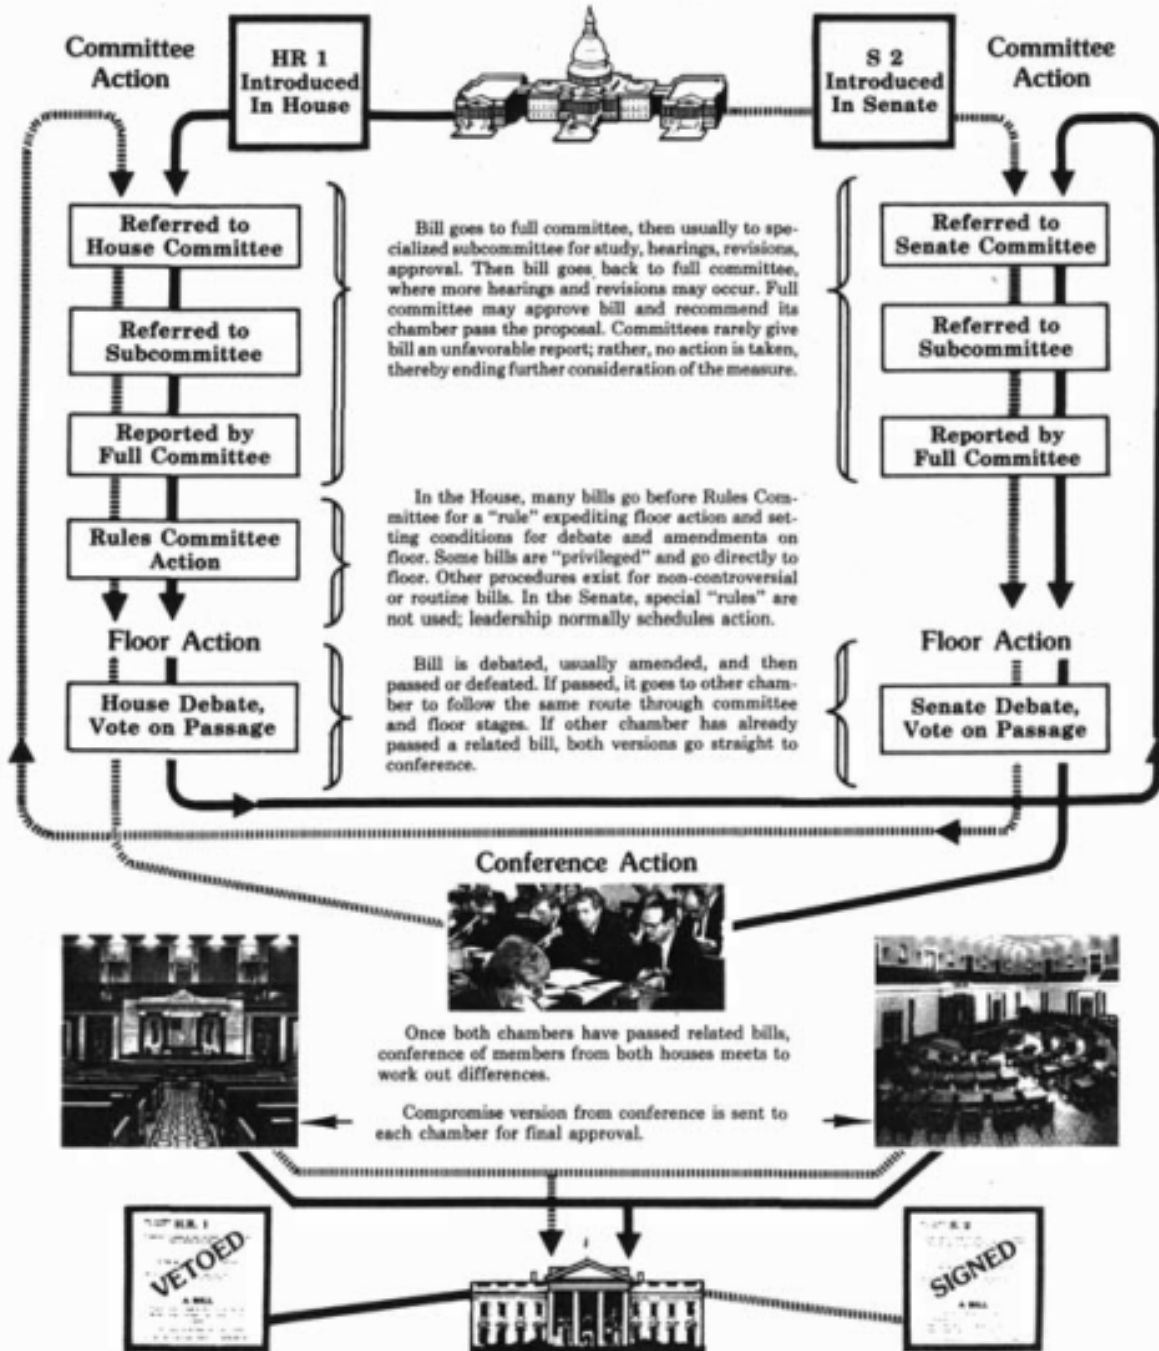 Committee
Action
HR 1
Introduced
In House
S 2
Introduced
In Senate
Committee
Action
Referred to
House Committee
Referred to
Subcommittee
Reported by
Full Committee
Rules Committee
Action
Floor Action
House Debate,
Vote on Passage
Bill goes to full committee, then usually to spe-
cialized subcommittee for study, hearings, revisions,
approval. Then bill goes back to full committee,
where more hearings and revisions may occur. Full
committee may approve bill and recommend its
chamber pass the proposal. Committees rarely give
bill an unfavorable report; rather, no action is taken,
thereby ending further consideration of the measure.
In the House, many bills go before Rules Com-
mittee for a “rule” expediting floor action and set-
ting conditions for debate and amendments on
floor. Some bills are “privileged” and go directly to
floor. Other procedures exist for non-controversial
or routine bills. In the Senate, special “rules” are
not used; leadership normally schedules action.
Bill is debated, usually amended, and then
passed or defeated. If passed, it goes to other cham-
ber to follow the same route through committee
and floor stages. If other chamber has already
passed a related bill, both versions go straight to
conference.
Referred to
Senate Committee
Referred to
Subcommittee
Reported by
Full Committee
Floor Action
Senate Debate,
Vote on Passage
Conference Action
Once both chambers have passed related bills,
conference of members from both houses meets to
work out differences.
Compromise version from conference is sent to
each chamber for final approval.
H.R. 1
VETOED
A BILL
S. 2
SIGNED
A BILL